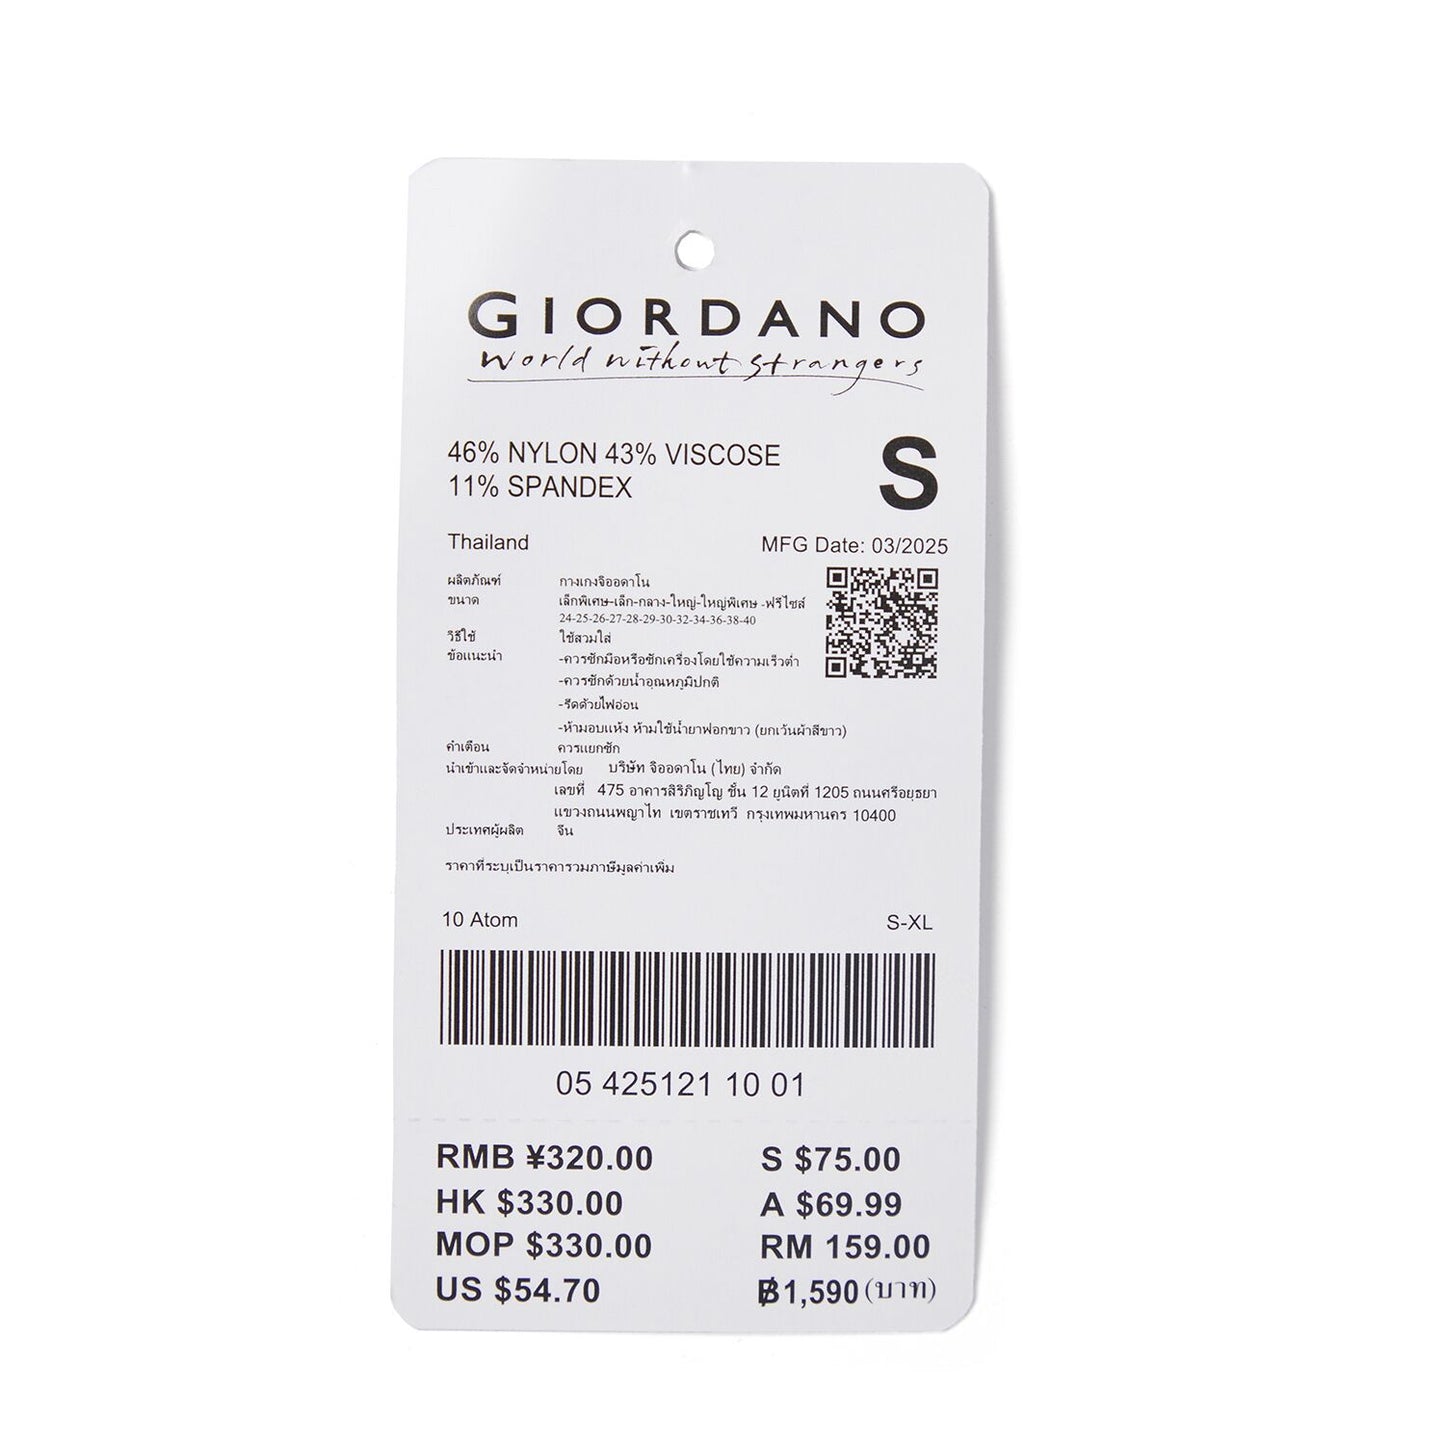 GIORDANO
World without strangers
46% NYLON 43% VISCOSE
11% SPANDEX
S
Thailand
MFG Date: 03/2025
ผลิตภัณฑ์ กางเกงจิออดาโน
ขนาด เล็กพิเศษ-เล็ก-กลาง-ใหญ่-ใหญ่พิเศษ -ฟรีไซส์
24-25-26-27-28-29-30-32-34-36-38-40
วิธีใช้ ใช้สวมใส่
ข้อแนะนำ -ควรซักมือหรือซักเครื่องโดยใช้ความเร็วต่ำ
-ควรซักด้วยน้ำอุณหภูมิปกติ
-รีดด้วยไฟอ่อน
-ห้ามอบแห้ง ห้ามใช้น้ำยาฟอกขาว (ยกเว้นผ้าสีขาว)
คำเตือน ควรแยกซัก
นำเข้าและจัดจำหน่ายโดย บริษัท จิออดาโน (ไทย) จำกัด
เลขที่ 475 อาคารสิริภิญโญ ชั้น 12 ยูนิตที่ 1205 ถนนศรีอยุธยา
แขวงถนนพญาไท เขตราชเทวี กรุงเทพมหานคร 10400
ประเทศผู้ผลิต จีน
ราคาที่ระบุเป็นราคารวมภาษีมูลค่าเพิ่ม
10 Atom
S-XL
05 425121 10 01
RMB ¥320.00 S $75.00
HK $330.00 A $69.99
MOP $330.00 RM 159.00
US $54.70 ฿1,590 (บาท)